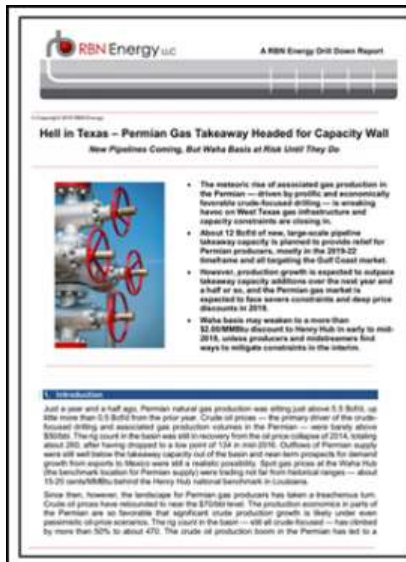 RBN Energy LLC
A RBN Energy Drill Down Report
Hell in Texas – Permian Gas Takeaway Headed for Capacity Wall
New Pipelines Coming, But Waha Basis at Risk Until They Do
• The meteoric rise of associated gas production in
the Permian — driven by prolific and economically
favorable crude-focused drilling — is wreaking
havoc on West Texas gas infrastructure and
capacity constraints are closing in.
• About 12 Bcf/d of new, large-scale pipeline
takeaway capacity is planned to provide relief for
Permian producers, mostly in the 2019-22
timeframe and all targeting the Gulf Coast market.
• However, production growth is expected to outpace
takeaway capacity additions over the next year and
a half or so, and the Permian gas market is
expected to face severe constraints and deep price
discounts in 2019.
• Waha basis may weaken to a more than
$2.00/MMBtu discount to Henry Hub in early to mid-
2019, unless producers and midstreamers find
ways to mitigate constraints in the interim.
1. Introduction
Just a year and a half ago, Permian natural gas production was sitting just above 5.5 Bcf/d, up
little more than 0.5 Bcf/d from the prior year. Crude oil prices — the primary driver of the crude-
focused drilling and associated gas production volumes in the Permian — were barely above
$50/bbl. The rig count in the basin was still in recovery from the oil price collapse of 2014, totaling
about 260, after having dropped to a low point of 134 in mid-2016. Outflows of Permian supply
were still well below the takeaway capacity out of the basin and near-term prospects for demand
growth from exports to Mexico were still a realistic possibility. Spot gas prices at the Waha Hub
(the benchmark location for Permian supply) were trading not far from historical ranges — about
15-20 cents/MMBtu behind the Henry Hub national benchmark in Louisiana.
Since then, however, the landscape for Permian gas producers has taken a treacherous turn.
Crude oil prices have rebounded to near the $70/bbl level. The production economics in parts of
the Permian are so favorable that significant crude production growth is likely under even
pessimistic oil-price scenarios. The rig count in the basin — still all crude-focused — has climbed
by more than 50% to about 470. The crude oil production boom in the Permian has led to a